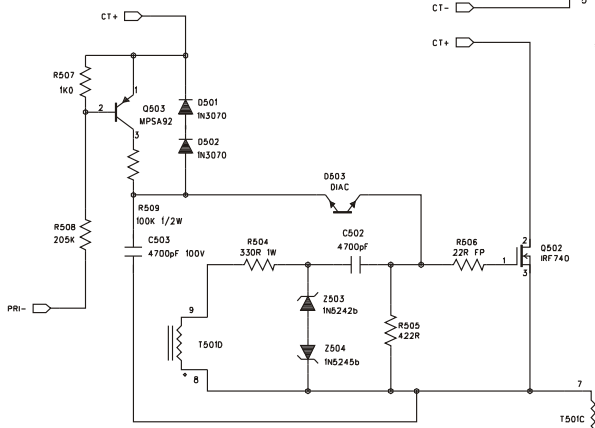 CT-
5
CT+
CT+
R507
1K0
1
Q503
MPSA92
2
3
D501
1N3070
D502
1N3070
D503
DIAC
R509
100K 1/2W
R508
205K
C503
4700pF 100V
R504
330R 1W
C502
4700pF
R506
22R FP
2
Q502
IRF740
1
3
PRI-
9
T501D
8
Z503
1N5242b
Z504
1N5245b
R505
422R
7
T501C